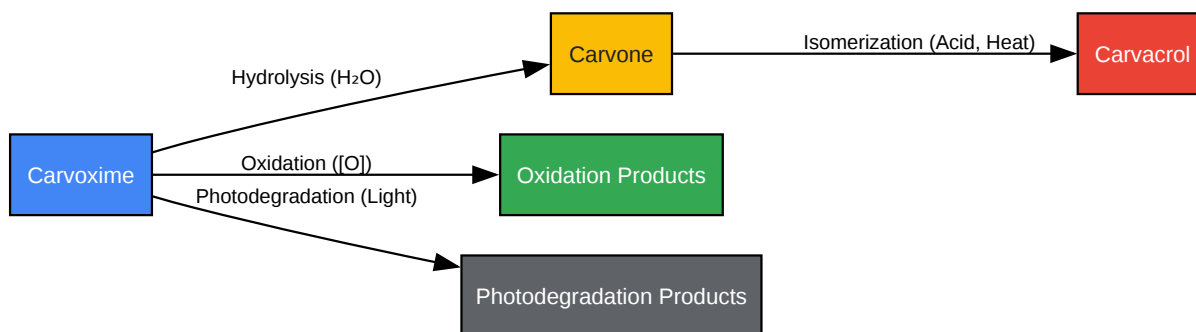 Carvone
Isomerization (Acid, Heat)
Carvacrol
Hydrolysis (H₂O)
Carvoxime
Oxidation ([O])
Oxidation Products
Photodegradation (Light)
Photodegradation Products